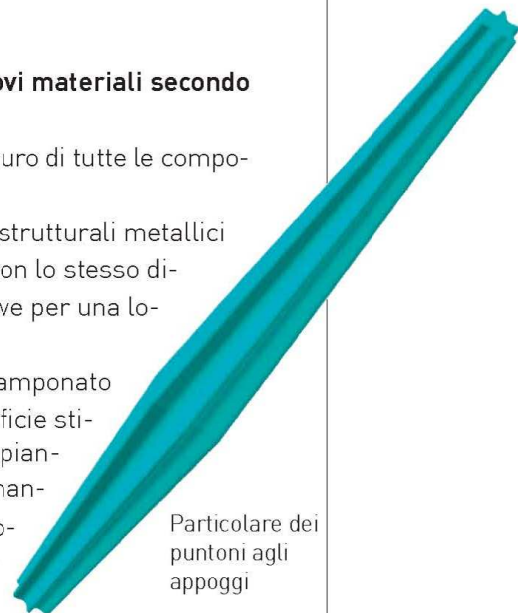 ovi materiali secondo
uro di tutte le compo-
strutturali metallici
on lo stesso di-
ve per una lo-
amponato
ficie sti-
pian-
nan-
o-
Particolare dei
puntoni agli
appoggi